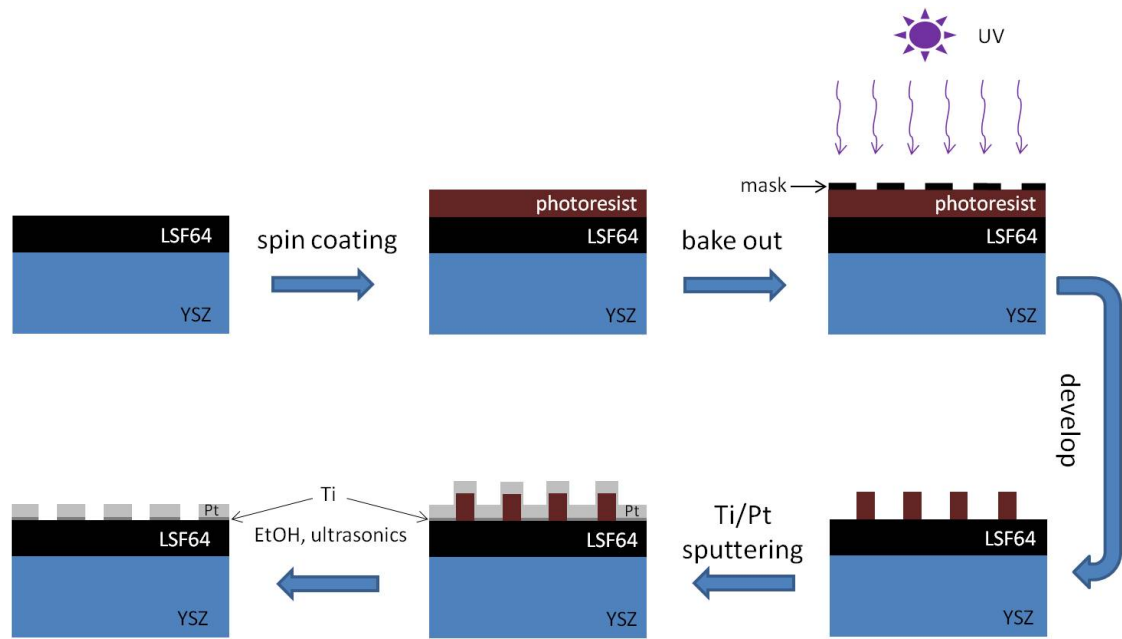 UV
mask
LSF64
YSZ
spin coating
photoresist
LSF64
YSZ
bake out
photoresist
LSF64
YSZ
develop
Pt
LSF64
YSZ
Ti
EtOH, ultrasonics
Pt
LSF64
YSZ
Ti/Pt
sputtering
LSF64
YSZ